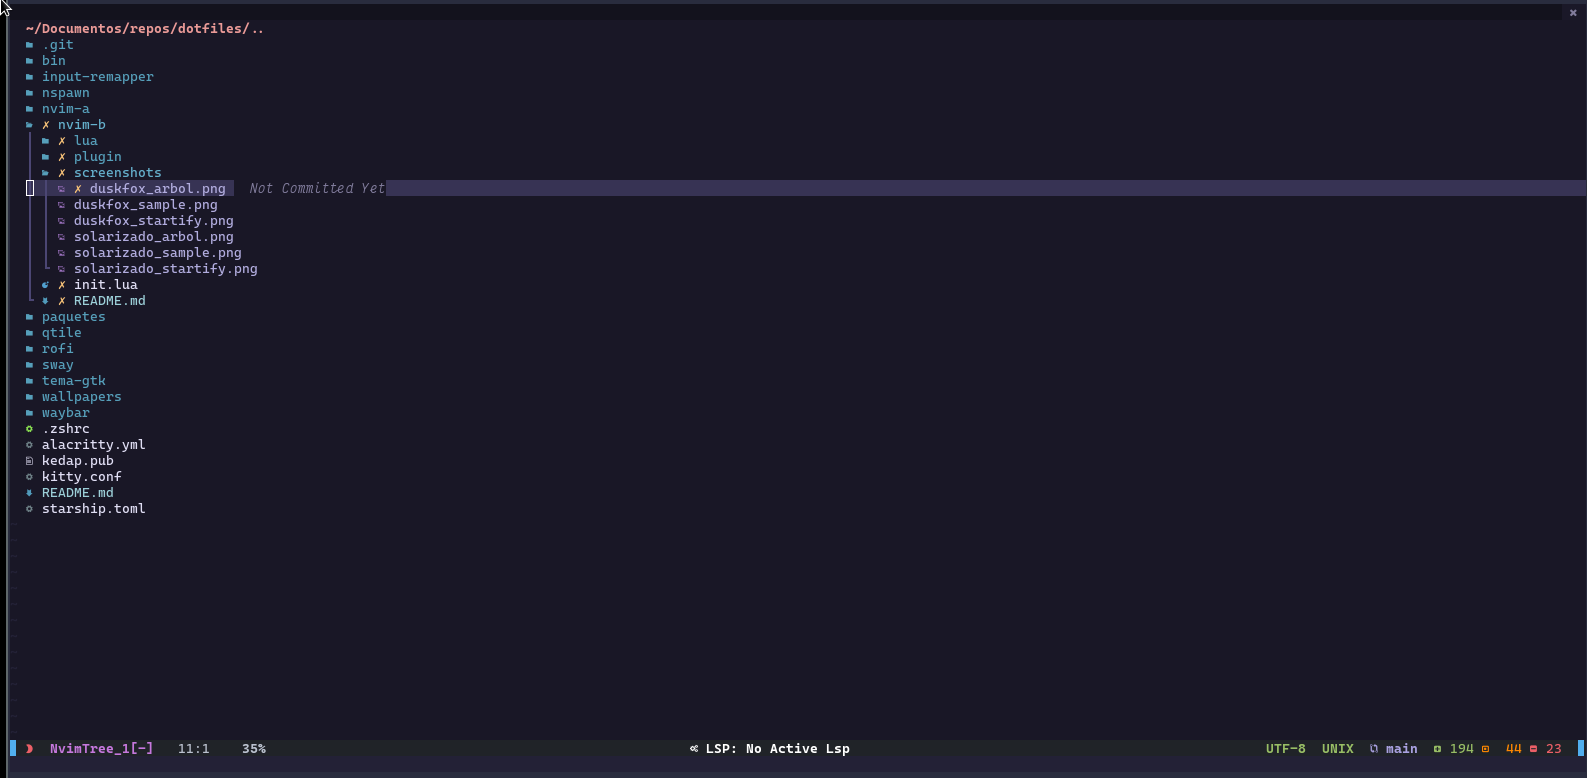 ~/Documentos/repos/dotfiles/..
.git
bin
input-remapper
nspawn
nvim-a
✗ nvim-b
✗ lua
✗ plugin
✗ screenshots
✗ duskfox_arbol.png Not Committed Yet
duskfox_sample.png
duskfox_startify.png
solarizado_arbol.png
solarizado_sample.png
solarizado_startify.png
✗ init.lua
✗ README.md
paquetes
qtile
rofi
sway
tema-gtk
wallpapers
waybar
.zshrc
alacritty.yml
kedap.pub
kitty.conf
README.md
starship.toml
NvimTree_1[-] 11:1 35% LSP: No Active Lsp UTF-8 UNIX main 194 44 23